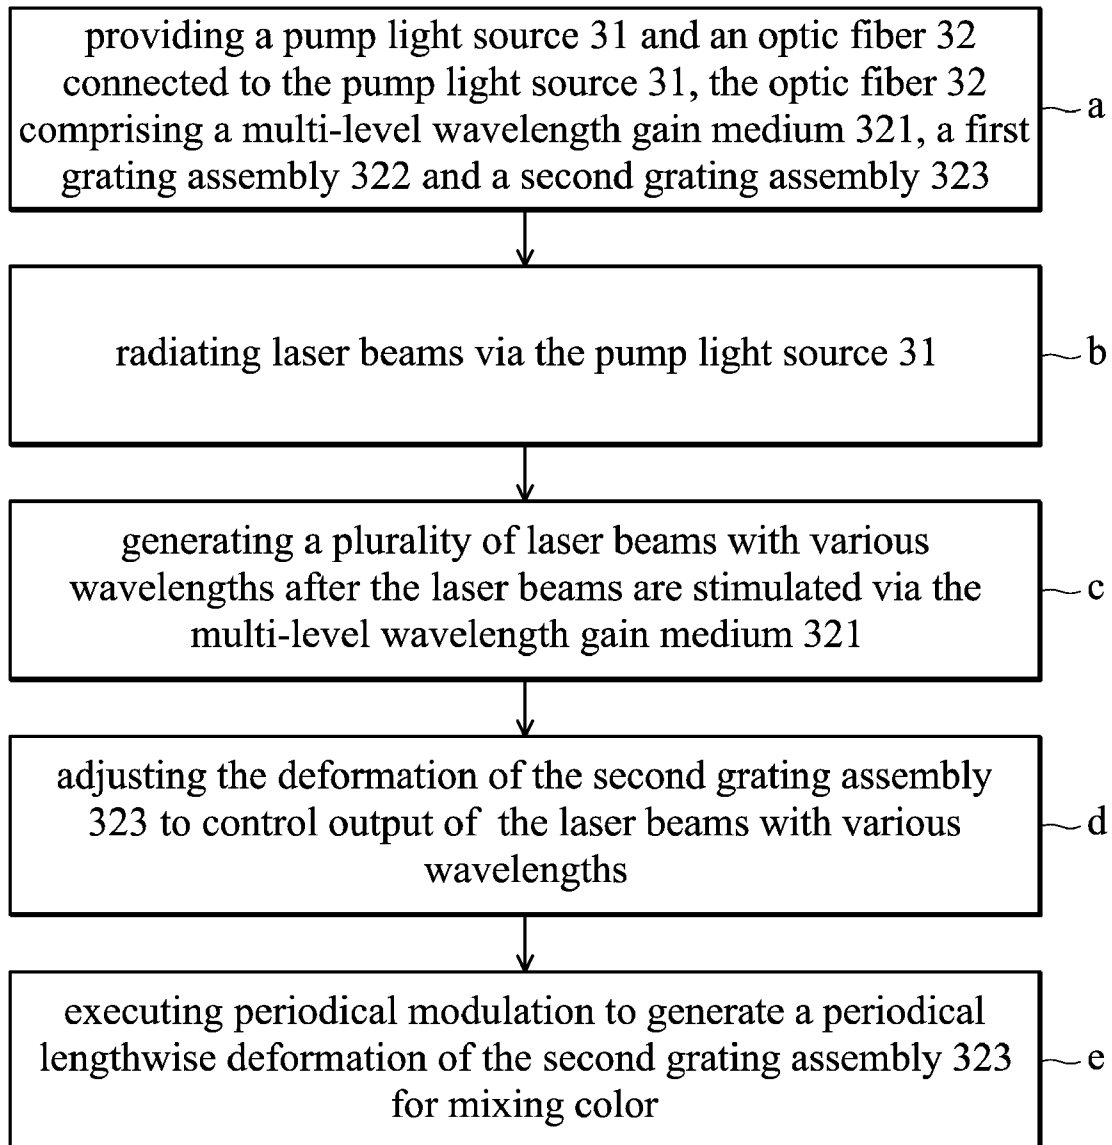 providing a pump light source 31 and an optic fiber 32
connected to the pump light source 31, the optic fiber 32
comprising a multi-level wavelength gain medium 321, a first
grating assembly 322 and a second grating assembly 323
a
radiating laser beams via the pump light source 31
b
generating a plurality of laser beams with various
wavelengths after the laser beams are stimulated via the
multi-level wavelength gain medium 321
c
adjusting the deformation of the second grating assembly
323 to control output of the laser beams with various
wavelengths
d
executing periodical modulation to generate a periodical
lengthwise deformation of the second grating assembly 323
for mixing color
e